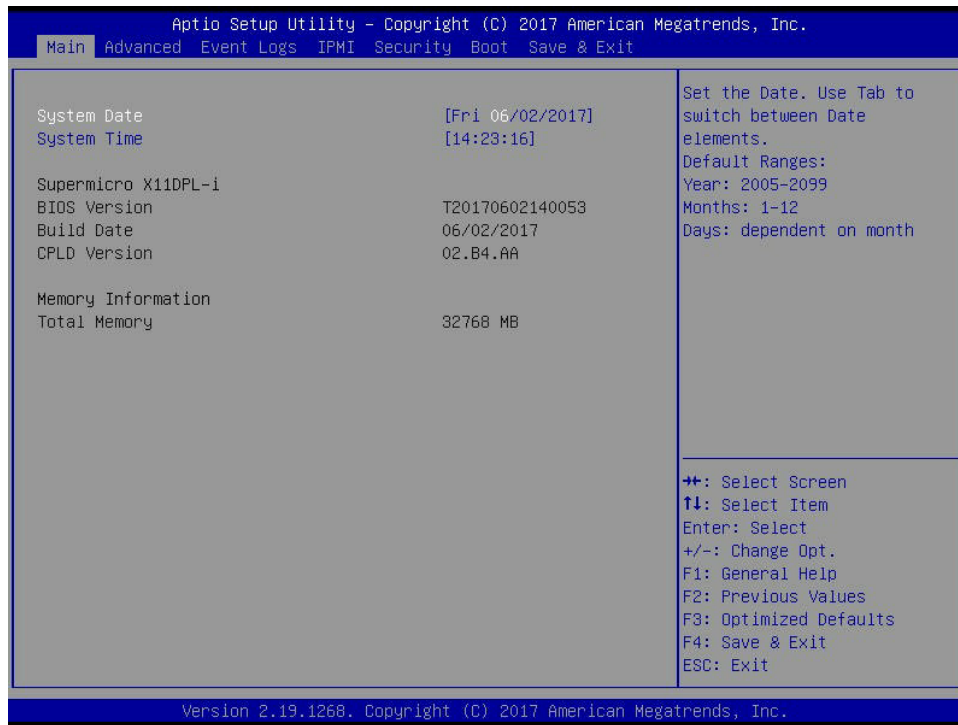 Aptio Setup Utility – Copyright (C) 2017 American Megatrends, Inc.
Main Advanced Event Logs IPMI Security Boot Save & Exit
System Date [Fri 06/02/2017]
System Time [14:23:16]
Supermicro X11DPL-i
BIOS Version T20170602140053
Build Date 06/02/2017
CPLD Version 02.B4.AA
Memory Information
Total Memory 32768 MB
Set the Date. Use Tab to
switch between Date
elements.
Default Ranges:
Year: 2005-2099
Months: 1-12
Days: dependent on month
→←: Select Screen
↑↓: Select Item
Enter: Select
+/-: Change Opt.
F1: General Help
F2: Previous Values
F3: Optimized Defaults
F4: Save & Exit
ESC: Exit
Version 2.19.1268. Copyright (C) 2017 American Megatrends, Inc.